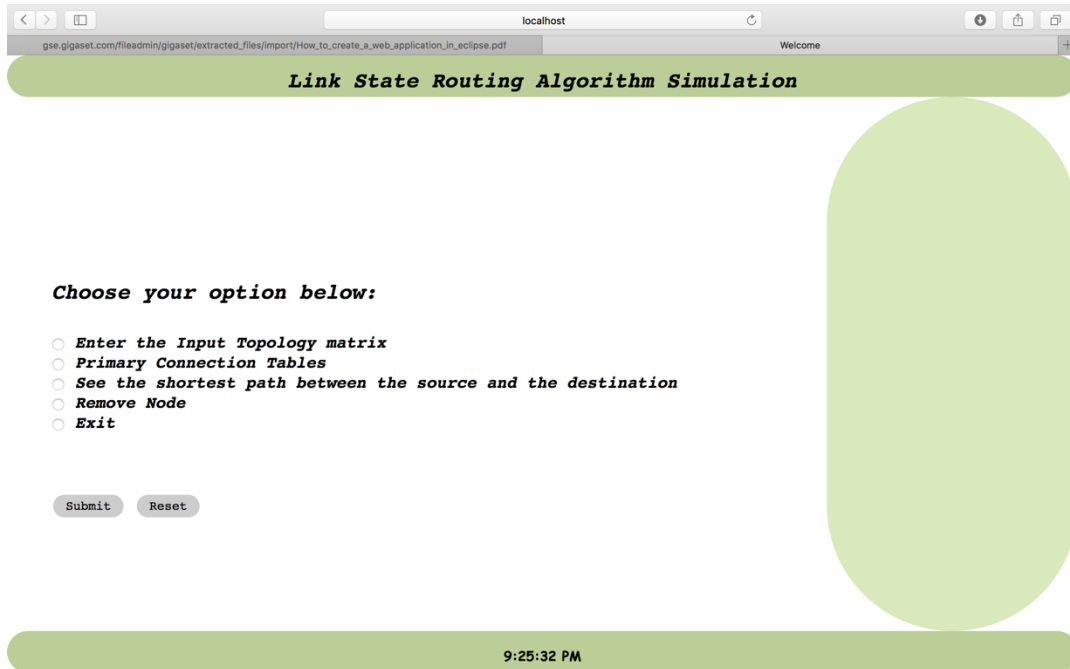 localhost
gse.gigaset.com/fileadmin/gigaset/extracted_files/import/How_to_create_a_web_application_in_eclipse.pdf
Welcome
Link State Routing Algorithm Simulation
Choose your option below:
Enter the Input Topology matrix
Primary Connection Tables
See the shortest path between the source and the destination
Remove Node
Exit
Submit
Reset
9:25:32 PM